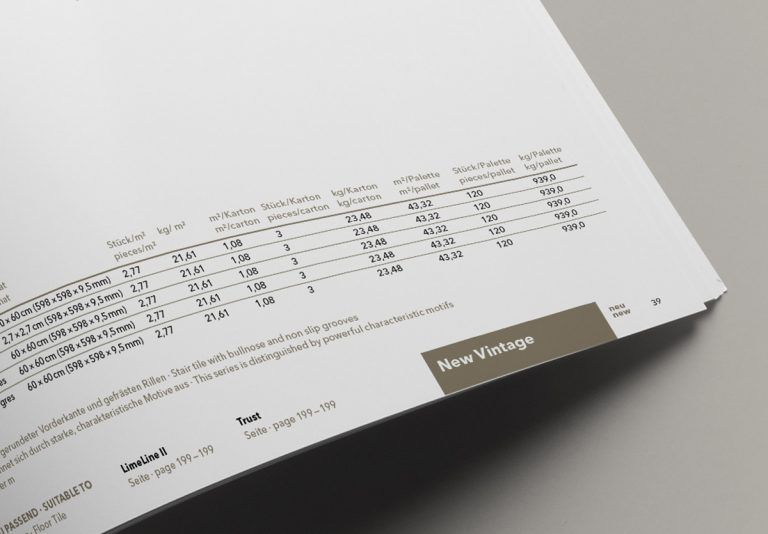 Stück/m² kg/ m² m²/Karton Stück/Karton kg/Karton m²/Palette Stück/Palette kg/Palette
pieces/m² m²/carton pieces/carton kg/carton m²/pallet pieces/pallet kg/pallet
60 cm (598 x 598 x 9,5 mm) 2,77 21,61 1,08 3 23,48 43,32 120 939,0
2,7 x 2,7 cm (598 x 598 x 9,5 mm) 2,77 21,61 1,08 3 23,48 43,32 120 939,0
60 x 60 cm (598 x 598 x 9,5 mm) 2,77 21,61 1,08 3 23,48 43,32 120 939,0
60 x 60 cm (598 x 598 x 9,5 mm) 2,77 21,61 1,08 3 23,48 43,32 120 939,0
gres 60 x 60 cm (598 x 598 x 9,5 mm) 2,77 21,61 1,08 3 23,48 43,32 120 939,0
gerundeter Vorderkante und gefrästen Rillen · Stair tile with bullnose and non slip grooves
net sich durch starke, charakteristische Motive aus · This series is distinguished by powerful characteristic motifs
PASSEND · SUITABLE TO
Floor Tile
LimeLine II
Seite · page 199 – 199
Trust
Seite · page 199 – 199
New Vintage
neu
new
39